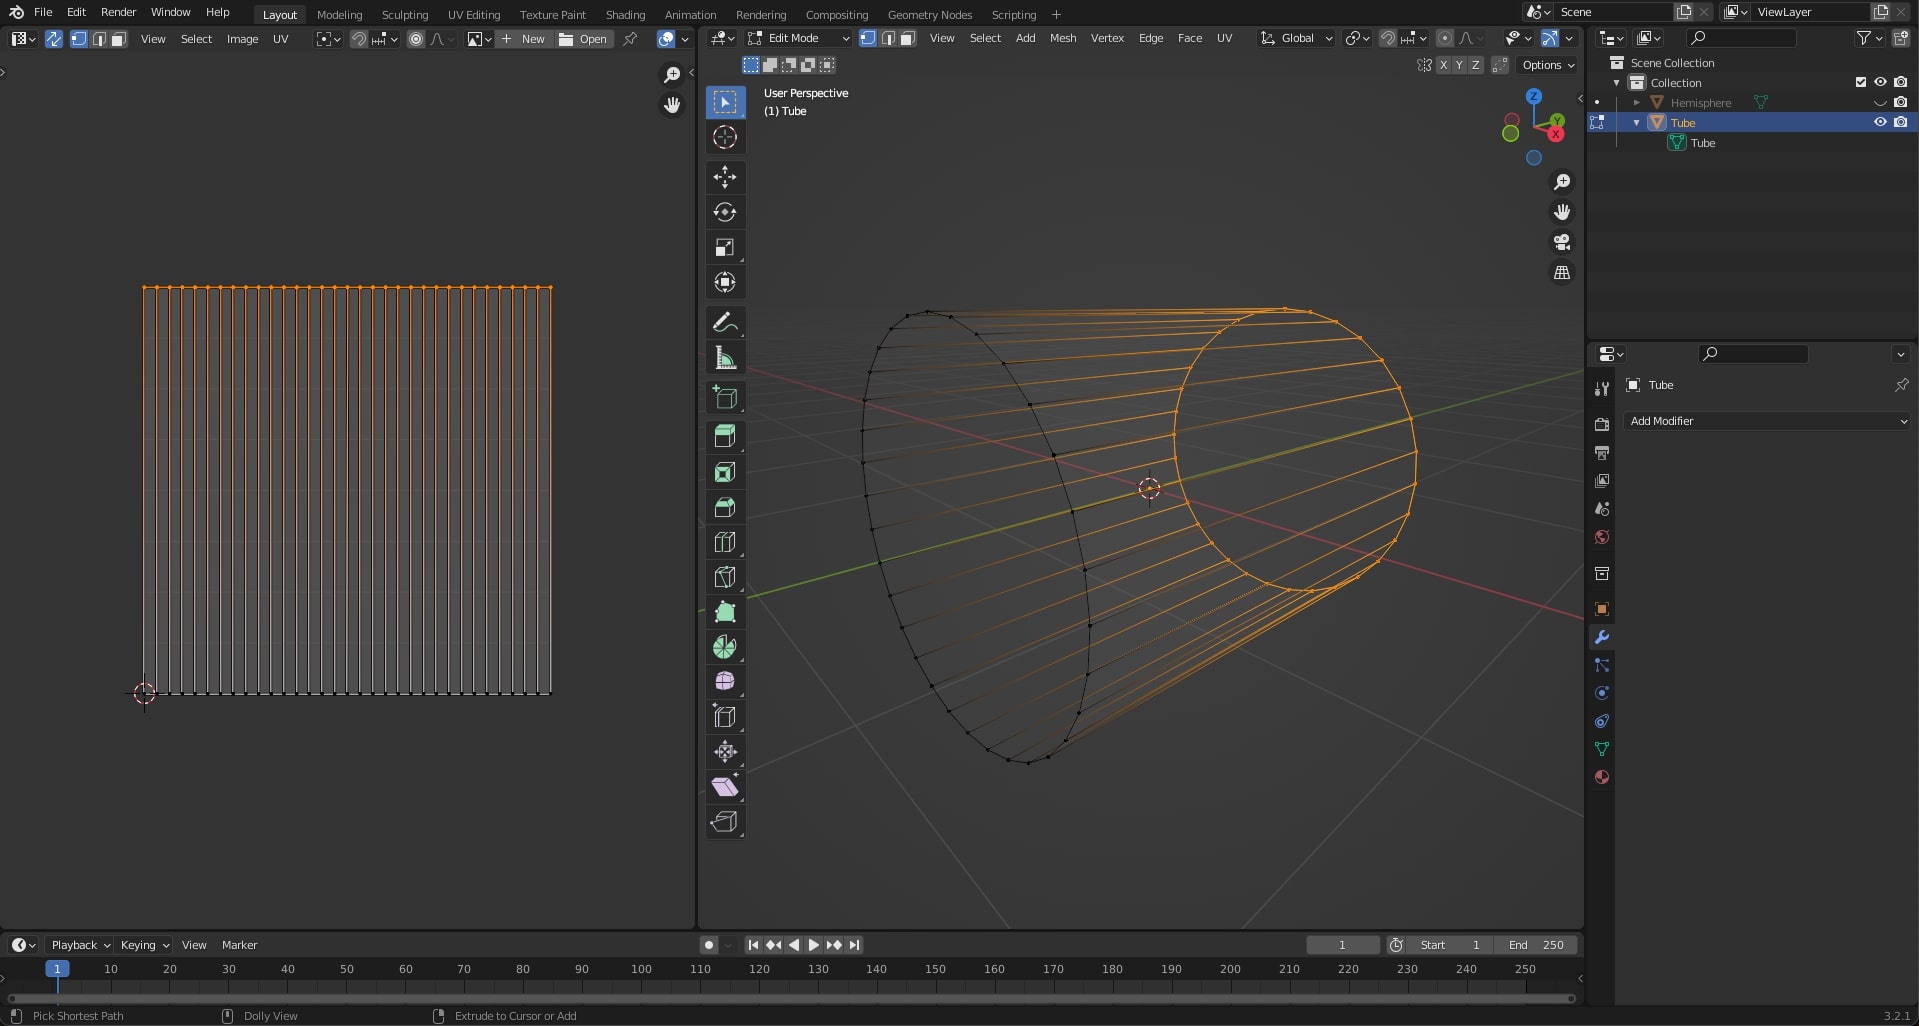 File Edit Render Window Help Layout Modeling Sculpting UV Editing Texture Paint Shading Animation Rendering Compositing Geometry Nodes Scripting + Scene ViewLayer
View Select Image UV New Open Edit Mode View Select Add Mesh Vertex Edge Face UV Global
X Y Z Options
User Perspective
(1) Tube
Z
Y
X
Scene Collection
Collection
Hemisphere
Tube
Tube
Tube
Add Modifier
Playback Keying View Marker 1 Start 1 End 250
1 10 20 30 40 50 60 70 80 90 100 110 120 130 140 150 160 170 180 190 200 210 220 230 240 250
Pick Shortest Path Dolly View Extrude to Cursor or Add 3.2.1